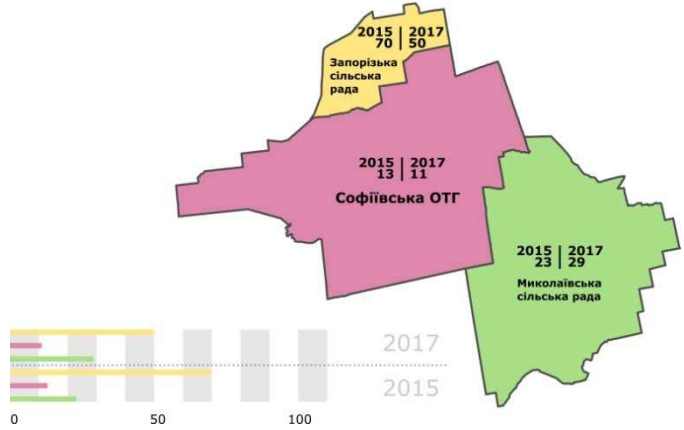 2015 | 2017
70 | 50
Запорізька
сільська
рада
2015 | 2017
13 | 11
Софіївська ОТГ
2015 | 2017
23 | 29
Миколаївська
сільська рада
2017
2015
0 50 100